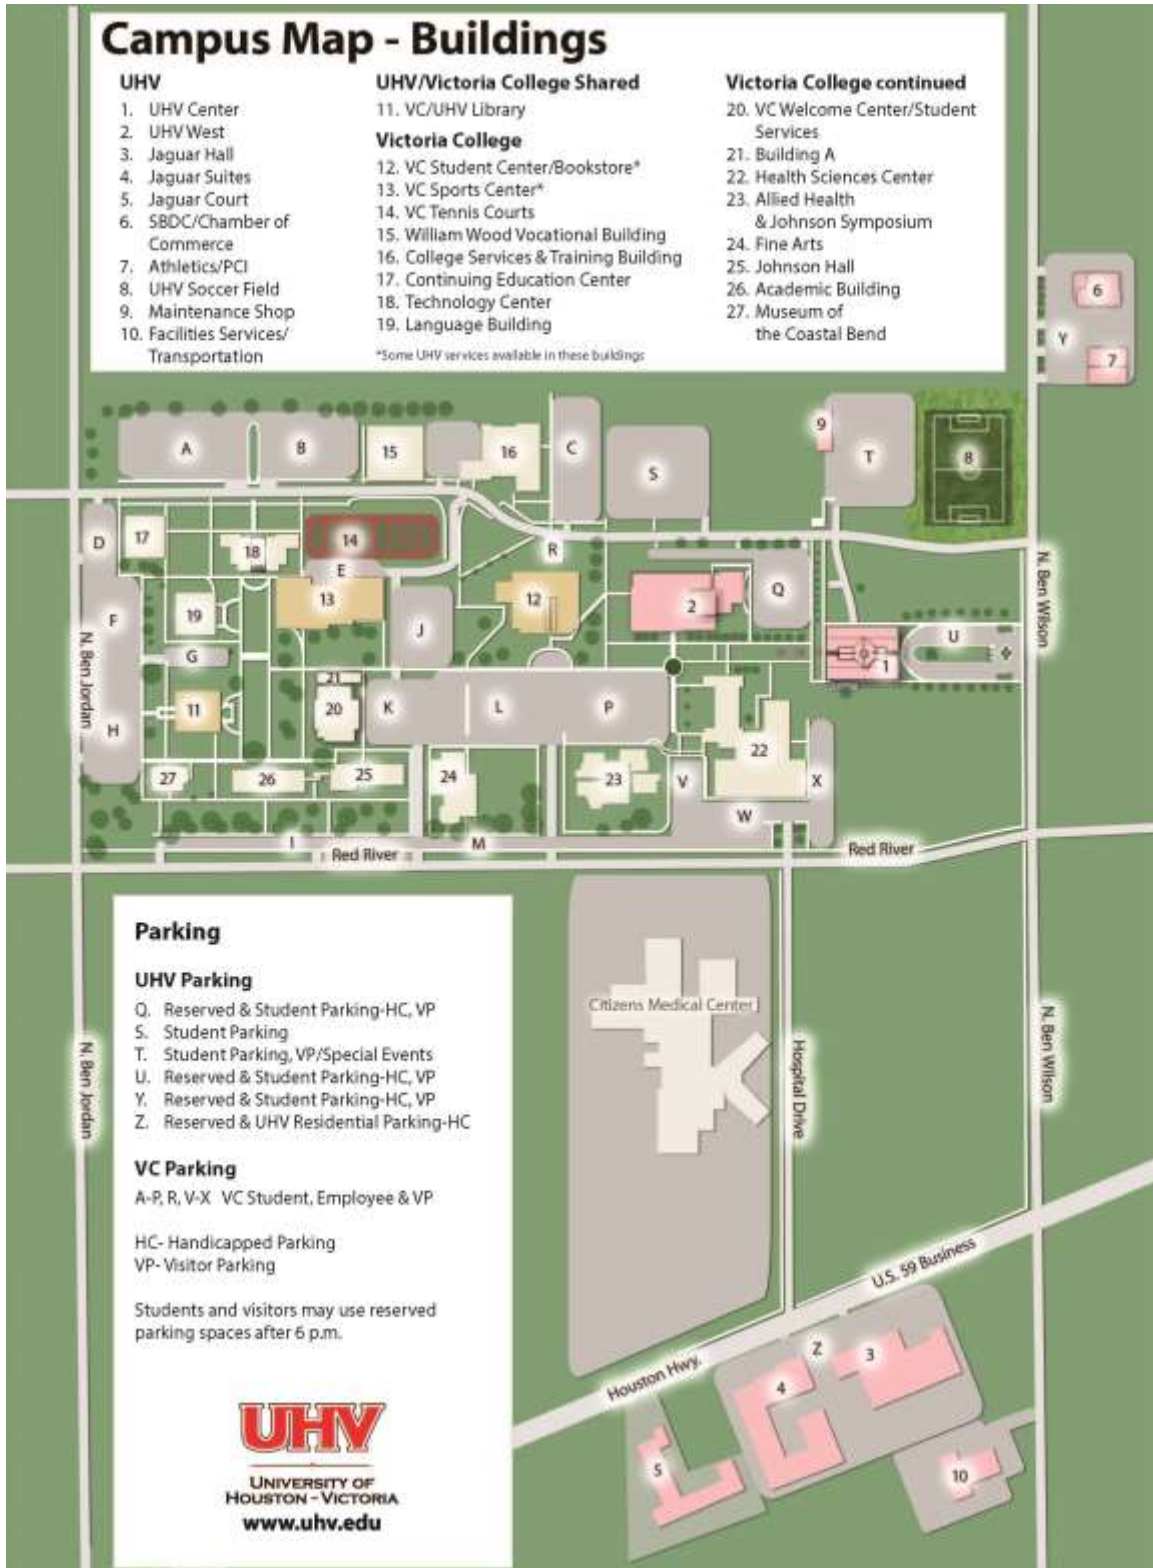 Campus Map - Buildings
UHV
1. UHV Center
2. UHV West
3. Jaguar Hall
4. Jaguar Suites
5. Jaguar Court
6. SBDC/Chamber of
Commerce
7. Athletics/PCI
8. UHV Soccer Field
9. Maintenance Shop
10. Facilities Services/
Transportation
UHV/Victoria College Shared
11. VC/UHV Library
Victoria College
12. VC Student Center/Bookstore*
13. VC Sports Center*
14. VC Tennis Courts
15. William Wood Vocational Building
16. College Services & Training Building
17. Continuing Education Center
18. Technology Center
19. Language Building
*Some UHV services available in these buildings
Victoria College continued
20. VC Welcome Center/Student
Services
21. Building A
22. Health Sciences Center
23. Allied Health
& Johnson Symposium
24. Fine Arts
25. Johnson Hall
26. Academic Building
27. Museum of
the Coastal Bend
6
Y
7
A
B
15
16
C
S
9
T
8
D
17
18
14
E
R
N. Ben Wilson
F
19
13
J
12
2
Q
U
G
1
N. Ben Jordan
11
21
20
K
L
P
H
22
27
26
25
24
23
V
X
W
I
M
Red River
Red River
Parking
UHV Parking
Q. Reserved & Student Parking-HC, VP
S. Student Parking
T. Student Parking, VP/Special Events
U. Reserved & Student Parking-HC, VP
Y. Reserved & Student Parking-HC, VP
Z. Reserved & UHV Residential Parking-HC
VC Parking
A-P, R, V-X VC Student, Employee & VP
HC- Handicapped Parking
VP- Visitor Parking
Students and visitors may use reserved
parking spaces after 6 p.m.
UHV
UNIVERSITY OF
HOUSTON - VICTORIA
www.uhv.edu
N. Ben Jordan
Citizens Medical Center
Hospital Drive
N. Ben Wilson
U.S. 59 Business
Houston Hwy.
Z
3
4
5
10